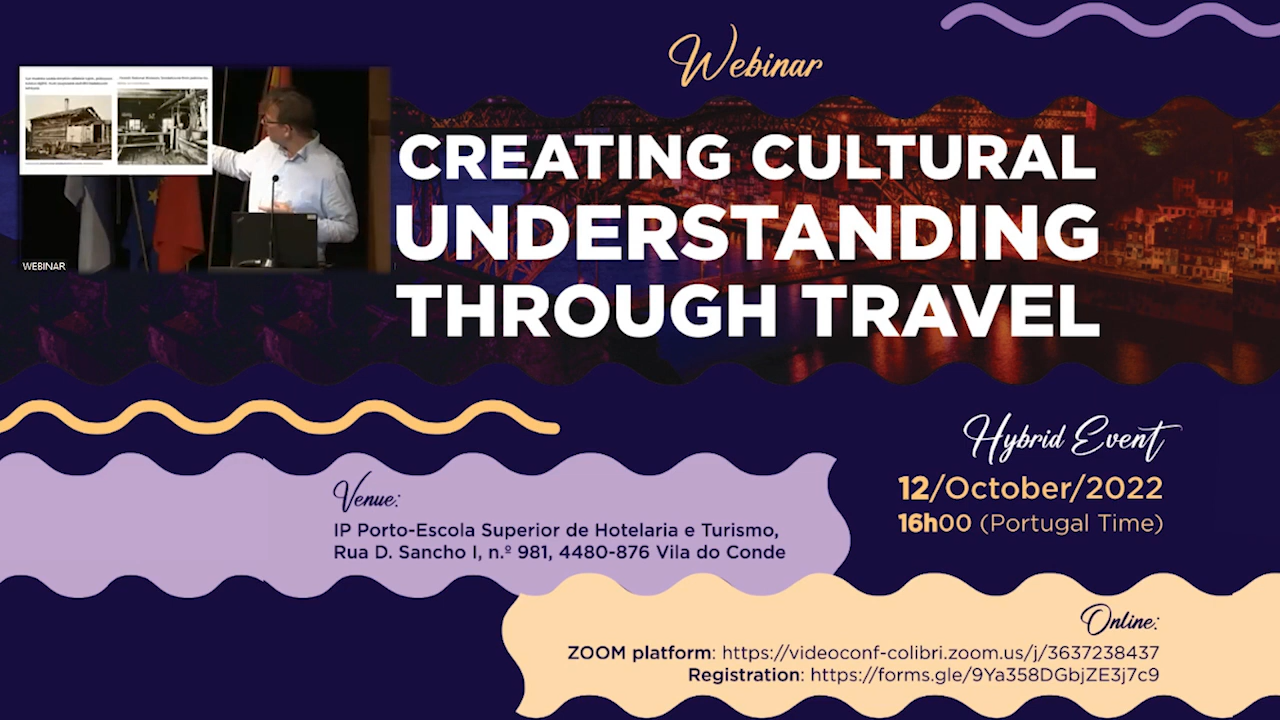 Webinar
CREATING CULTURAL
UNDERSTANDING
THROUGH TRAVEL
WEBINAR
Hybrid Event
12/October/2022
16h00 (Portugal Time)
Venue:
IP Porto-Escola Superior de Hotelaria e Turismo,
Rua D. Sancho I, n.º 981, 4480-876 Vila do Conde
Online:
ZOOM platform: https://videoconf-colibri.zoom.us/j/3637238437
Registration: https://forms.gle/9Ya358DGbjZE3j7c9